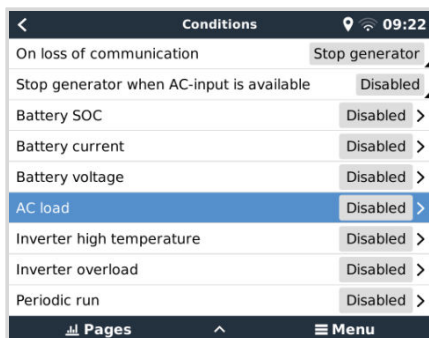 Conditions 09:22
On loss of communication Stop generator
Stop generator when AC-input is available Disabled
Battery SOC Disabled
Battery current Disabled
Battery voltage Disabled
AC load Disabled
Inverter high temperature Disabled
Inverter overload Disabled
Periodic run Disabled
Pages Menu